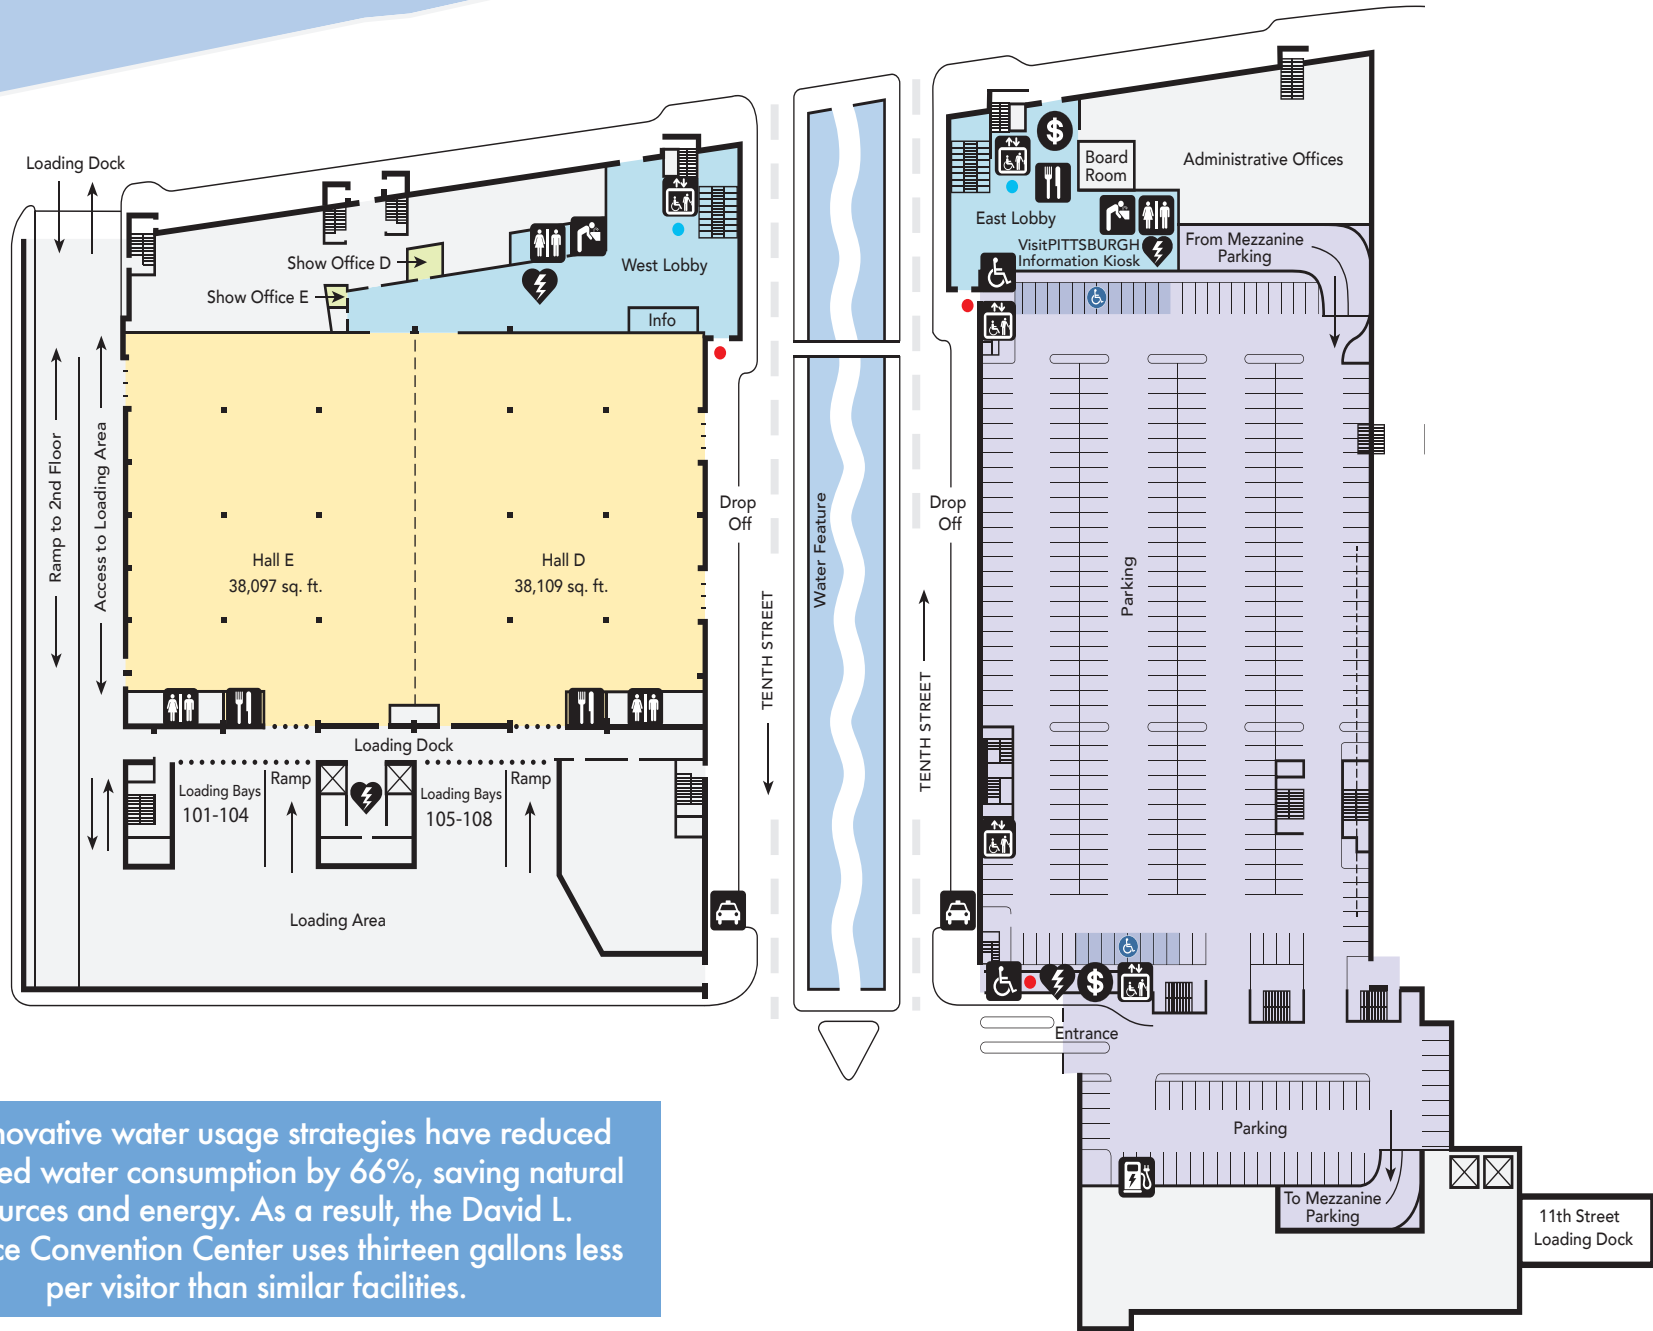 Loading Dock
Board
Room
Administrative Offices
East Lobby
VisitPITTSBURGH
Information Kiosk
From Mezzanine
Parking
Show Office D
West Lobby
Show Office E
Info
Ramp to 2nd Floor
Access to Loading Area
Hall E
38,097 sq. ft.
Hall D
38,109 sq. ft.
Drop
Off
TENTH STREET
Water Feature
Drop
Off
TENTH STREET
Parking
Loading Dock
Loading Bays
101-104
Ramp
Loading Bays
105-108
Ramp
Loading Area
Entrance
Parking
To Mezzanine
Parking
11th Street
Loading Dock
water usage strategies have reduced
water consumption by 66%, saving natural
and energy. As a result, the David L.
Convention Center uses thirteen gallons less
per visitor than similar facilities.
$
$